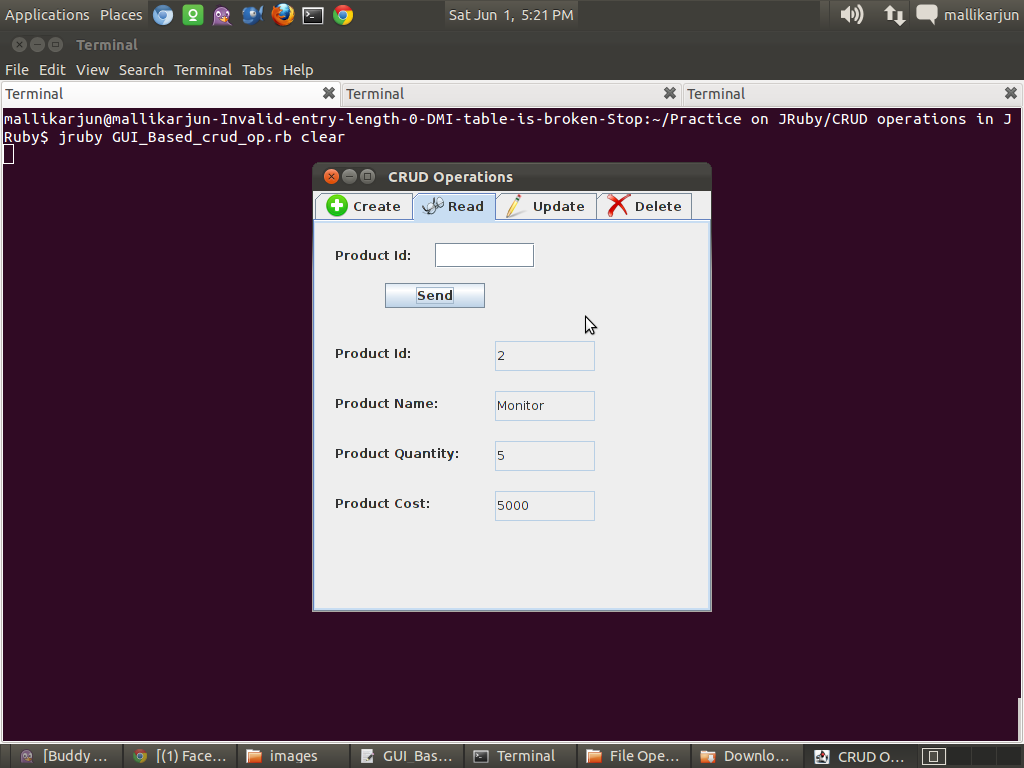 Applications Places Sat Jun 1, 5:21 PM mallikarjun
Terminal
File Edit View Search Terminal Tabs Help
Terminal Terminal Terminal
mallikarjun@mallikarjun-Invalid-entry-length-0-DMI-table-is-broken-Stop:~/Practice on JRuby/CRUD operations in J
Ruby$ jruby GUI_Based_crud_op.rb clear
CRUD Operations
Create Read Update Delete
Product Id:
Send
Product Id: 2
Product Name: Monitor
Product Quantity: 5
Product Cost: 5000
[Buddy ... [(1) Face... images GUI_Bas... Terminal File Ope... Downlo... CRUD O...